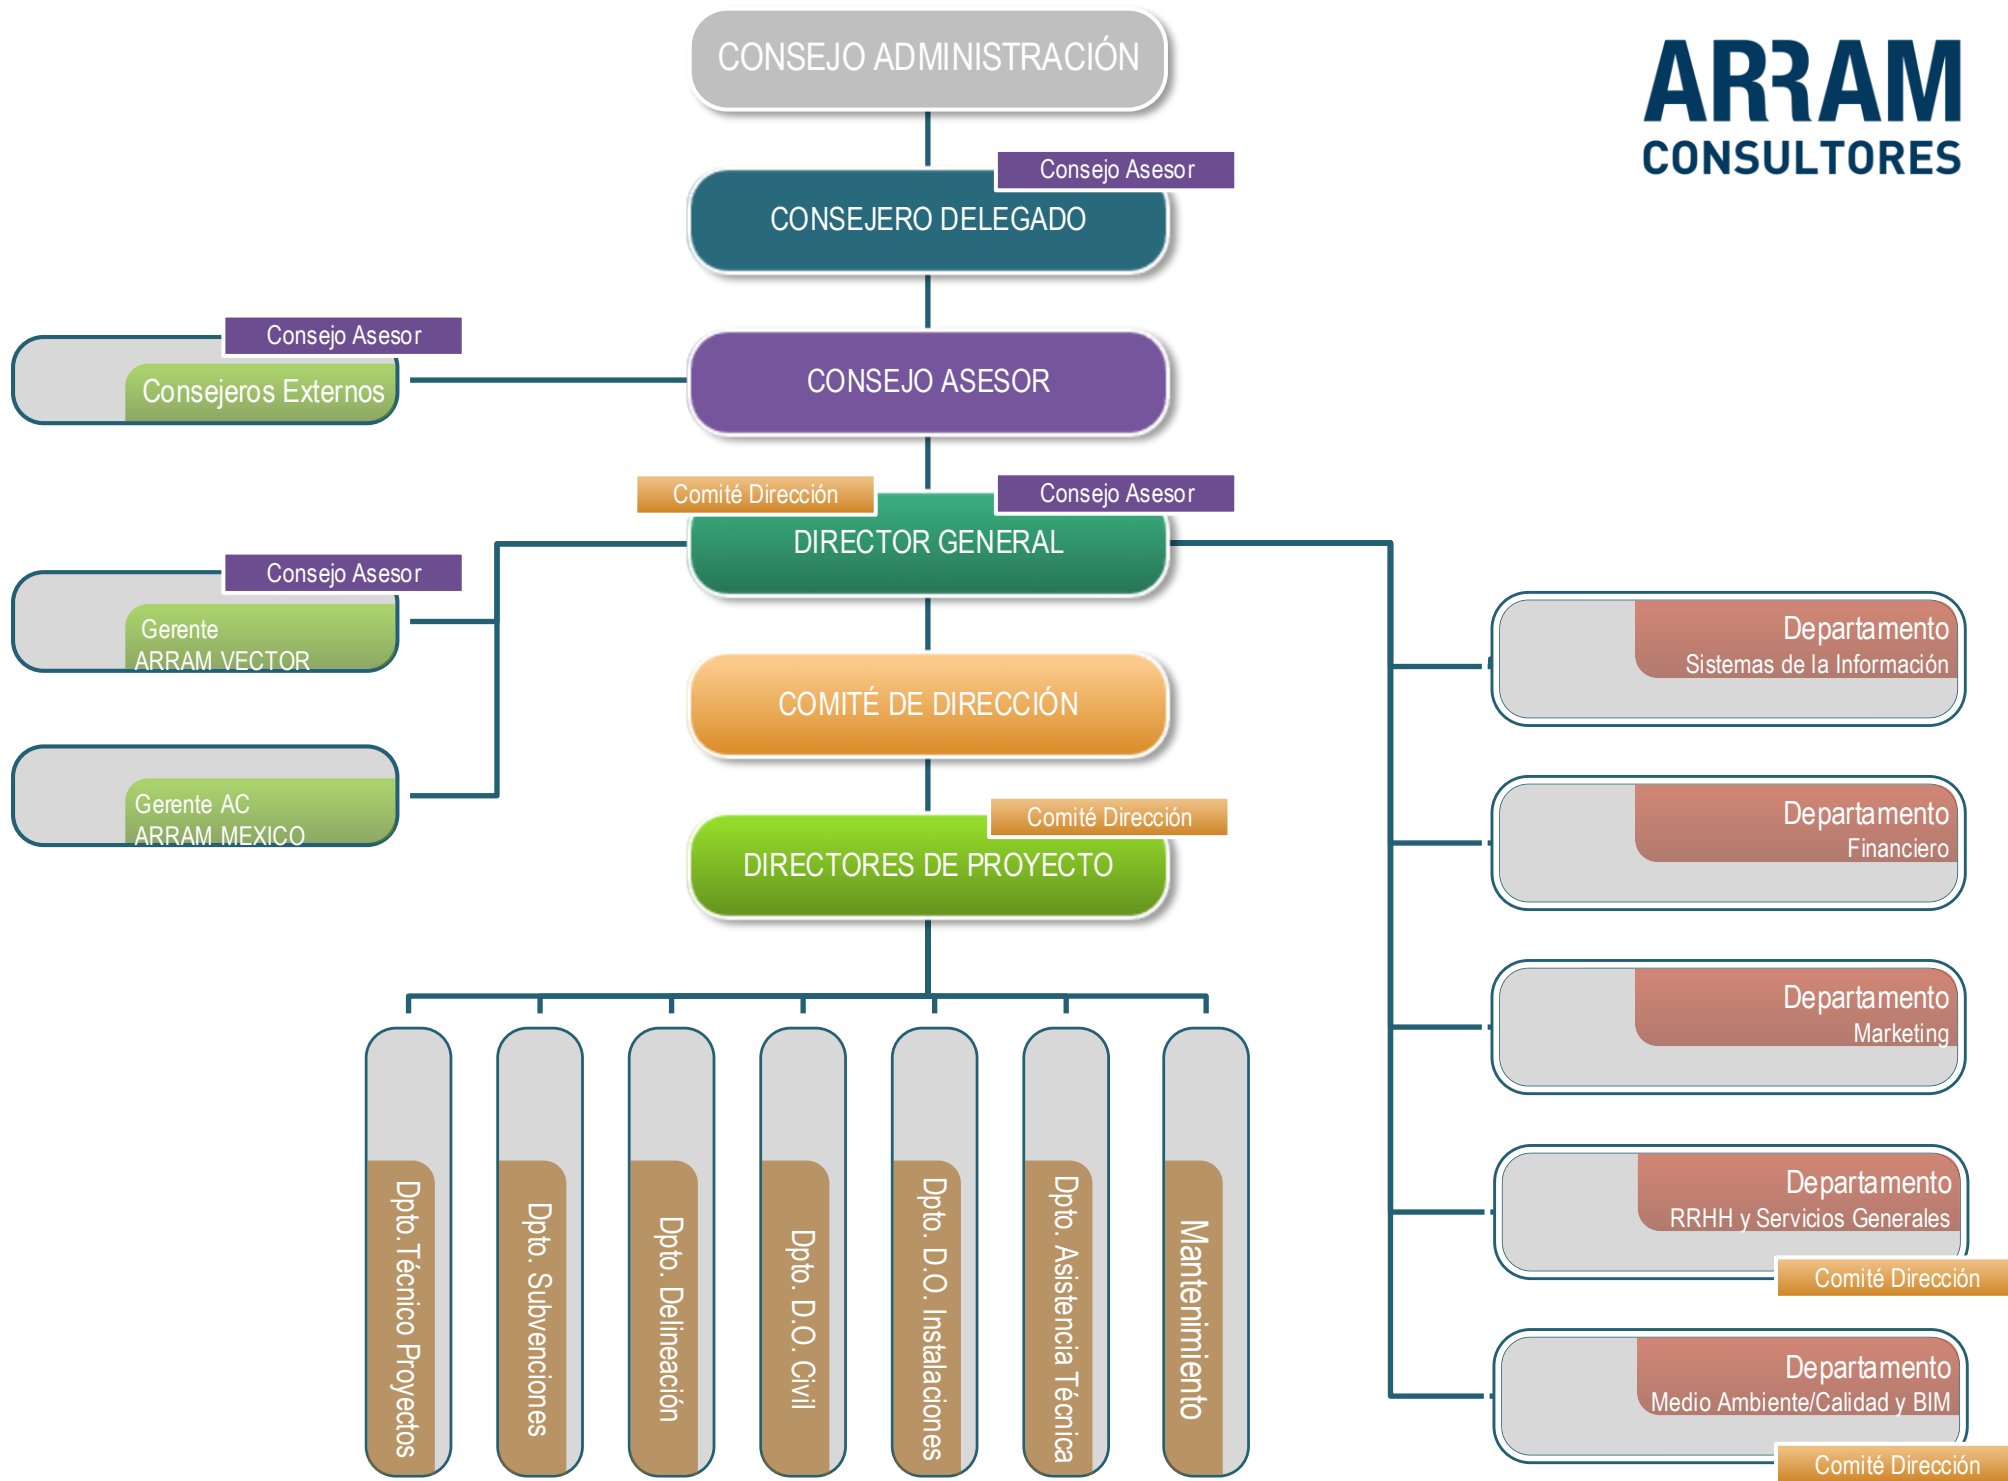 CONSEJO ADMINISTRACIÓN
ARRAM
CONSULTORES
Consejo Asesor
CONSEJERO DELEGADO
Consejo Asesor
Consejeros Externos
CONSEJO ASESOR
Comité Dirección
Consejo Asesor
DIRECTOR GENERAL
Consejo Asesor
Gerente
ARRAM VECTOR
Departamento
Sistemas de la Información
COMITÉ DE DIRECCIÓN
Gerente AC
ARRAM MEXICO
Comité Dirección
DIRECTORES DE PROYECTO
Departamento
Financiero
Departamento
Marketing
Departamento
RRHH y Servicios Generales
Comité Dirección
Departamento
Medio Ambiente/Calidad y BIM
Comité Dirección
Dpto.Técnico Proyectos
Dpto. Subvenciones
Dpto. Delineación
Dpto. D.O. Civil
Dpto. D.O. Instalaciones
Dpto. Asistencia Técnica
Mantenimiento